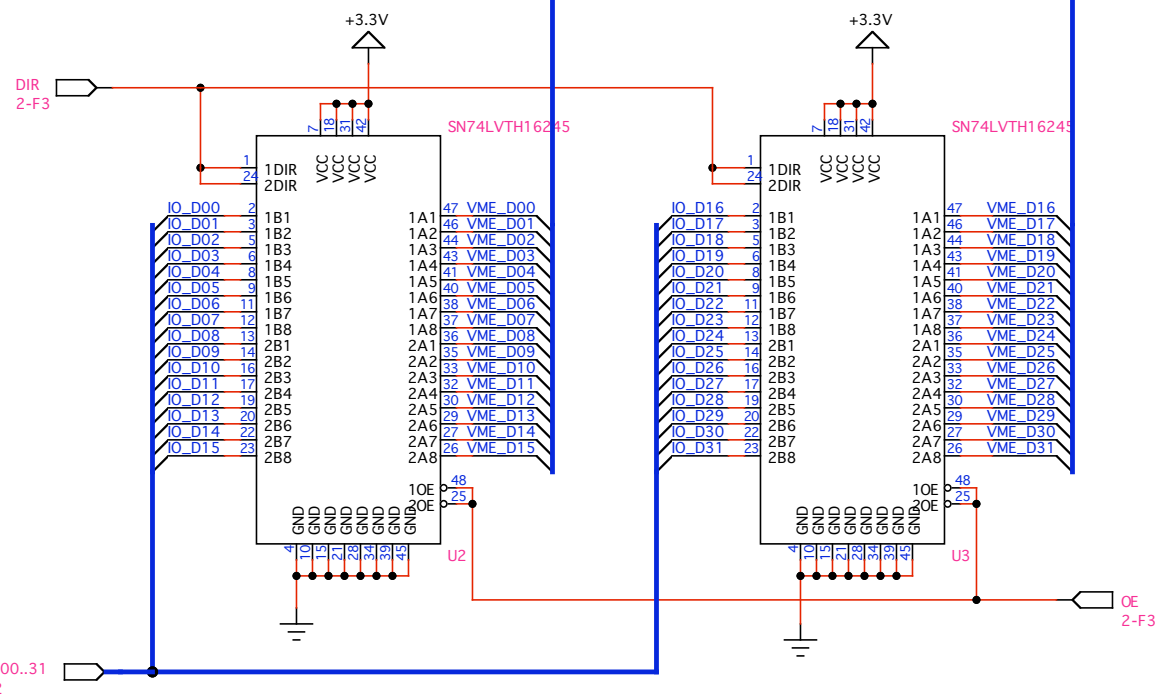 +3.3V +3.3V
DIR
2-F3
7 18 31 42 SN74LVTH16245 7 18 31 42 SN74LVTH16245
VCC VCC VCC VCC VCC VCC VCC VCC
1 1DIR 1 1DIR
24 2DIR 24 2DIR
IO_D00 2 1B1 1A1 47 VME_D00 IO_D16 2 1B1 1A1 47 VME_D16
IO_D01 3 1B2 1A2 46 VME_D01 IO_D17 3 1B2 1A2 46 VME_D17
IO_D02 5 1B3 1A3 44 VME_D02 IO_D18 5 1B3 1A3 44 VME_D18
IO_D03 6 1B4 1A4 43 VME_D03 IO_D19 6 1B4 1A4 43 VME_D19
IO_D04 8 1B5 1A5 41 VME_D04 IO_D20 8 1B5 1A5 41 VME_D20
IO_D05 9 1B6 1A6 40 VME_D05 IO_D21 9 1B6 1A6 40 VME_D21
IO_D06 11 1B7 1A7 38 VME_D06 IO_D22 11 1B7 1A7 38 VME_D22
IO_D07 12 1B8 1A8 37 VME_D07 IO_D23 12 1B8 1A8 37 VME_D23
IO_D08 13 2B1 2A1 36 VME_D08 IO_D24 13 2B1 2A1 36 VME_D24
IO_D09 14 2B2 2A2 35 VME_D09 IO_D25 14 2B2 2A2 35 VME_D25
IO_D10 16 2B3 2A3 33 VME_D10 IO_D26 16 2B3 2A3 33 VME_D26
IO_D11 17 2B4 2A4 32 VME_D11 IO_D27 17 2B4 2A4 32 VME_D27
IO_D12 19 2B5 2A5 30 VME_D12 IO_D28 19 2B5 2A5 30 VME_D28
IO_D13 20 2B6 2A6 29 VME_D13 IO_D29 20 2B6 2A6 29 VME_D29
IO_D14 22 2B7 2A7 27 VME_D14 IO_D30 22 2B7 2A7 27 VME_D30
IO_D15 23 2B8 2A8 26 VME_D15 IO_D31 23 2B8 2A8 26 VME_D31
1OE 48 1OE 48
2OE 25 2OE 25
GND GND GND GND GND GND GND GND GND GND GND GND GND GND GND GND
4 10 15 21 28 34 39 45 U2 4 10 15 21 28 34 39 45 U3
OE
2-F3
00..31